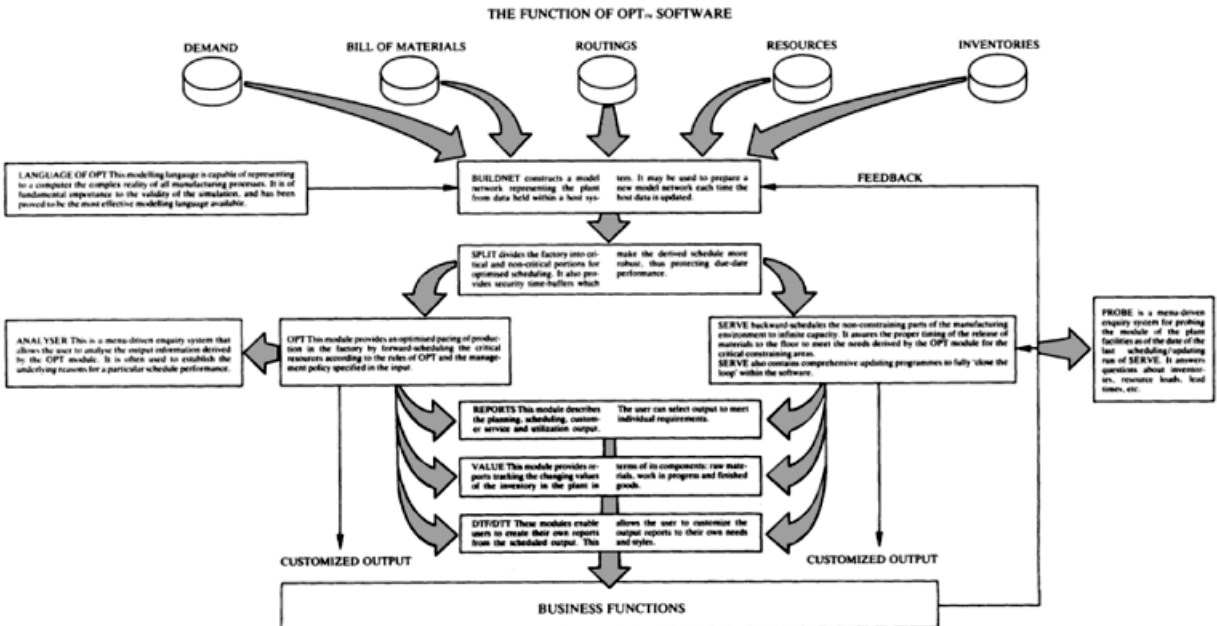 THE FUNCTION OF OPT™ SOFTWARE
DEMAND
BILL OF MATERIALS
ROUTINGS
RESOURCES
INVENTORIES
LANGUAGE OF OPT This modelling language is capable of representing
to a computer the complex reality of all manufacturing processes. It is of
fundamental importance to the validity of the simulation, and has been
proved to be the most effective modelling language available.
BUILDNET constructs a model
network representing the plant
from data held within a host sys-
tem. It may be used to prepare a
new model network each time the
host data is updated.
FEEDBACK
SPLIT divides the factory into cri-
tical and non-critical portions for
optimised scheduling. It also pro-
vides security time-buffers which
make the derived schedule more
robust, thus protecting due-date
performance.
ANALYSER This is a menu-driven enquiry system that
allows the user to analyse the output information derived
by the OPT module. It is often used to establish the
underlying reasons for a particular schedule performance.
OPT This module provides an optimised pacing of produc-
tion in the factory by forward-scheduling the critical
resources according to the rules of OPT and the manage-
ment policy specified in the input.
SERVE backward-schedules the non-constraining parts of the manufacturing
environment to infinite capacity. It assures the proper timing of the release of
materials to the floor to meet the needs derived by the OPT module for the
critical constraining areas.
SERVE also contains comprehensive updating programmes to fully 'close the
loop' within the software.
PROBE is a menu-driven
enquiry system for probing
the module of the plant
facilities as of the date of the
last scheduling/updating
run of SERVE. It answers
questions about inventor-
ies, resource loads, lead
times, etc.
REPORTS This module describes
the planning, scheduling, custom-
er service and utilization output.
The user can select output to meet
individual requirements.
VALUE This module provides re-
ports tracking the changing values
of the inventory in the plant in
terms of its components: raw mate-
rials, work in progress and finished
goods.
DTF/DTT These modules enable
users to create their own reports
from the scheduled output. This
allows the user to customize the
output reports to their own needs
and styles.
CUSTOMIZED OUTPUT
CUSTOMIZED OUTPUT
BUSINESS FUNCTIONS